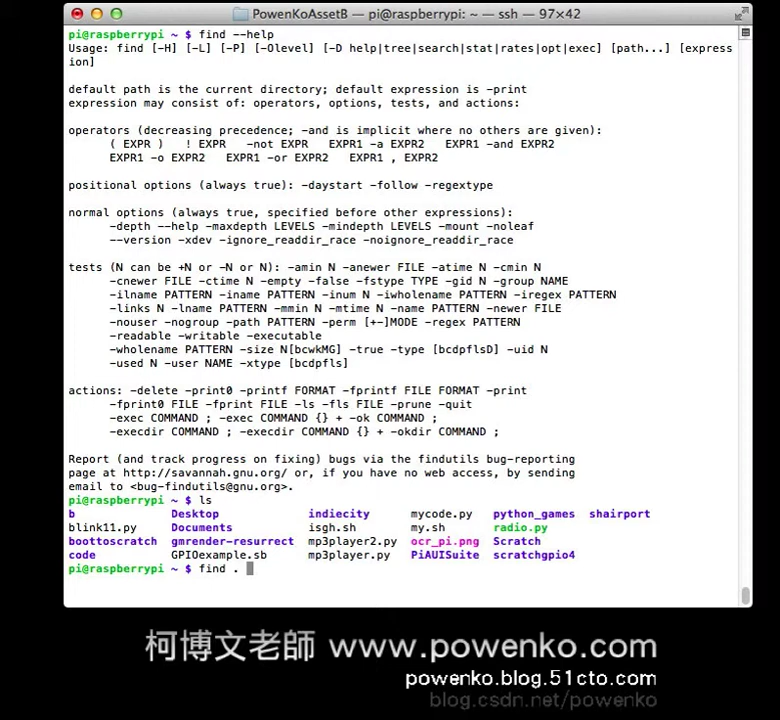 PowenKoAssetB — pi@raspberrypi: ~ — ssh — 97×42
pi@raspberrypi ~ $ find --help
Usage: find [-H] [-L] [-P] [-Olevel] [-D help|tree|search|stat|rates|opt|exec] [path...] [express
ion]
default path is the current directory; default expression is -print
expression may consist of: operators, options, tests, and actions:
operators (decreasing precedence; -and is implicit where no others are given):
( EXPR ) ! EXPR -not EXPR EXPR1 -a EXPR2 EXPR1 -and EXPR2
EXPR1 -o EXPR2 EXPR1 -or EXPR2 EXPR1 , EXPR2
positional options (always true): -daystart -follow -regextype
normal options (always true, specified before other expressions):
-depth --help -maxdepth LEVELS -mindepth LEVELS -mount -noleaf
--version -xdev -ignore_readdir_race -noignore_readdir_race
tests (N can be +N or -N or N): -amin N -anewer FILE -atime N -cmin N
-cnewer FILE -ctime N -empty -false -fstype TYPE -gid N -group NAME
-ilname PATTERN -iname PATTERN -inum N -iwholename PATTERN -iregex PATTERN
-links N -lname PATTERN -mmin N -mtime N -name PATTERN -newer FILE
-nouser -nogroup -path PATTERN -perm [+-]MODE -regex PATTERN
-readable -writable -executable
-wholename PATTERN -size N[bcwkMG] -true -type [bcdpflsD] -uid N
-used N -user NAME -xtype [bcdpfls]
actions: -delete -print0 -printf FORMAT -fprintf FILE FORMAT -print
-fprint0 FILE -fprint FILE -ls -fls FILE -prune -quit
-exec COMMAND ; -exec COMMAND {} + -ok COMMAND ;
-execdir COMMAND ; -execdir COMMAND {} + -okdir COMMAND ;
Report (and track progress on fixing) bugs via the findutils bug-reporting
page at http://savannah.gnu.org/ or, if you have no web access, by sending
email to <bug-findutils@gnu.org>.
pi@raspberrypi ~ $ ls
b Desktop indiecity mycode.py python_games shairport
blink11.py Documents isgh.sh my.sh radio.py
boottoscratch gmrender-resurrect mp3player2.py ocr_pi.png Scratch
code GPIOexample.sb mp3player.py PiAUISuite scratchgpio4
pi@raspberrypi ~ $ find .
柯博文老師 www.powenko.com
powenko.blog.51cto.com
blog.csdn.net/powenko